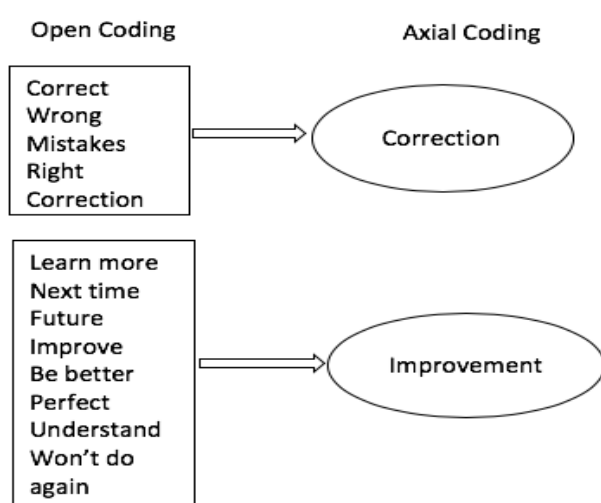 Open Coding
Axial Coding
Correct
Wrong
Mistakes
Right
Correction
Correction
Learn more
Next time
Future
Improve
Be better
Perfect
Understand
Won't do
again
Improvement